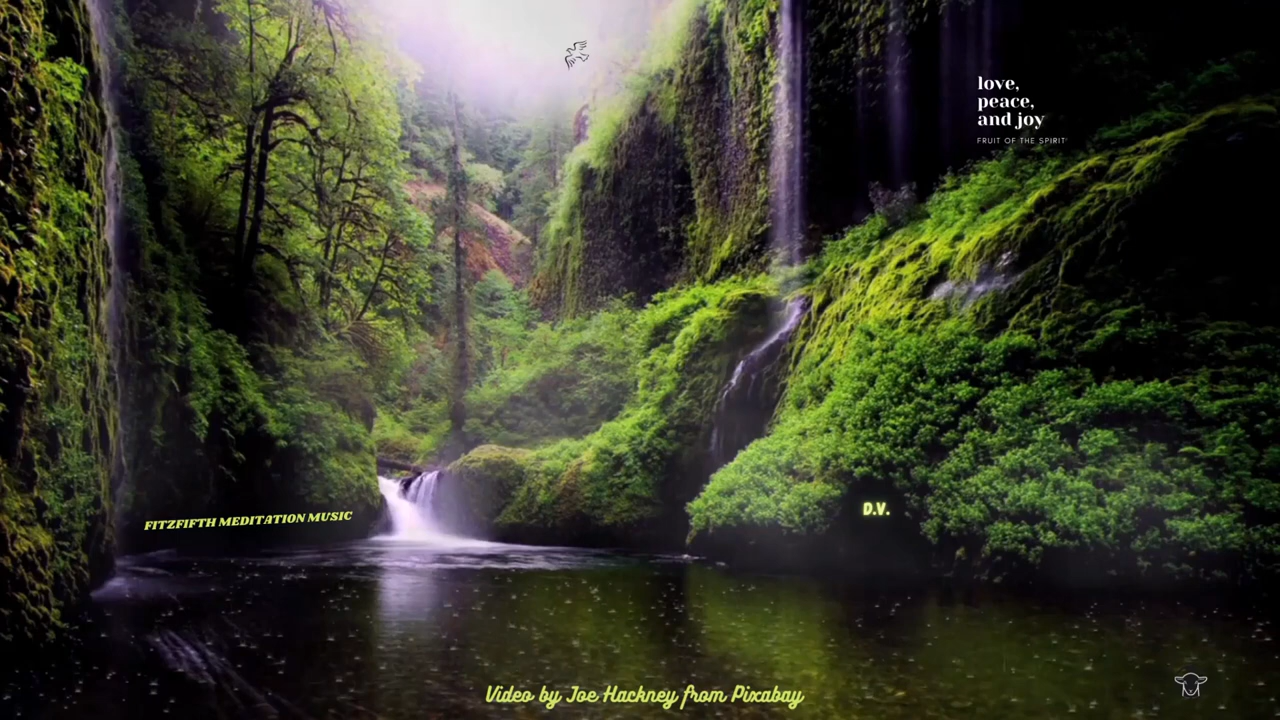 love,
peace,
and joy
FRUIT OF THE SPIRIT
D.V.
FITZFIFTH MEDITATION MUSIC
Video by Joe Hackney from Pixabay